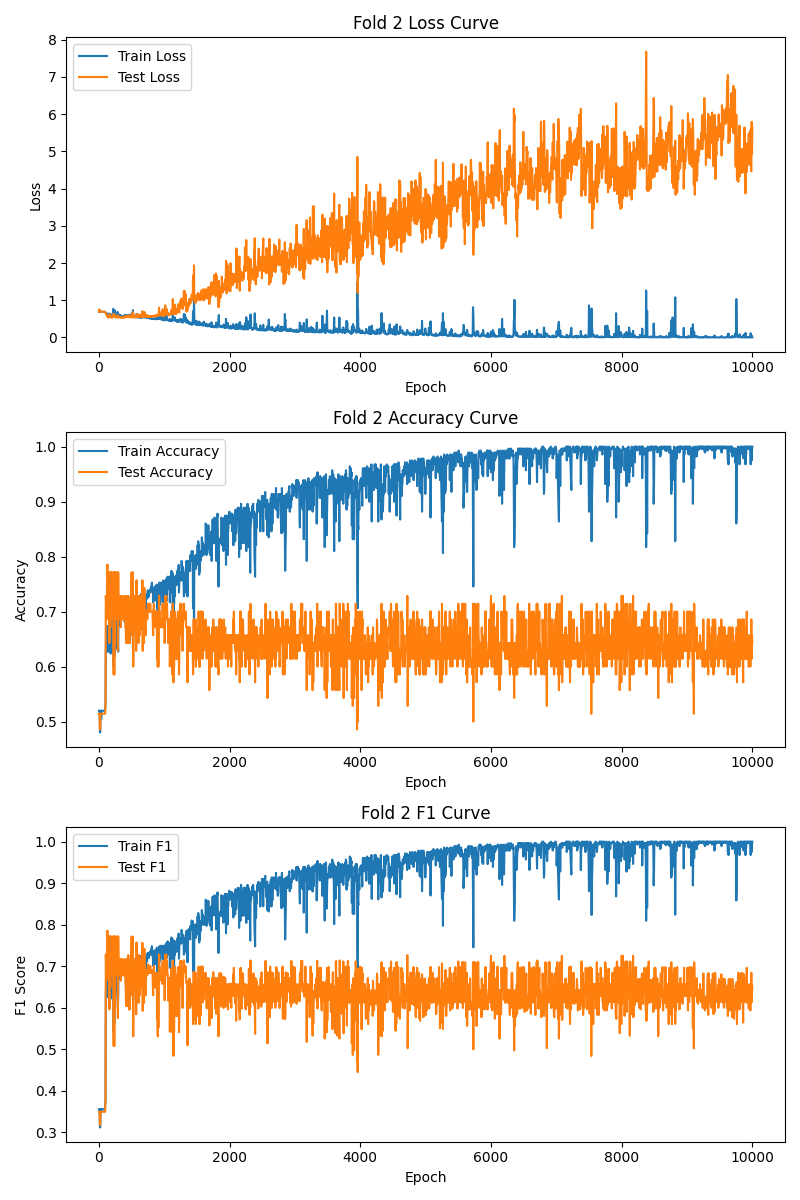 Fold 2 Loss Curve
Train Loss
Test Loss
8
7
6
5
4
3
2
1
0
Loss
0 2000 4000 6000 8000 10000
Epoch
Fold 2 Accuracy Curve
Train Accuracy
Test Accuracy
1.0
0.9
0.8
0.7
0.6
0.5
Accuracy
0 2000 4000 6000 8000 10000
Epoch
Fold 2 F1 Curve
Train F1
Test F1
1.0
0.9
0.8
0.7
0.6
0.5
0.4
0.3
F1 Score
0 2000 4000 6000 8000 10000
Epoch